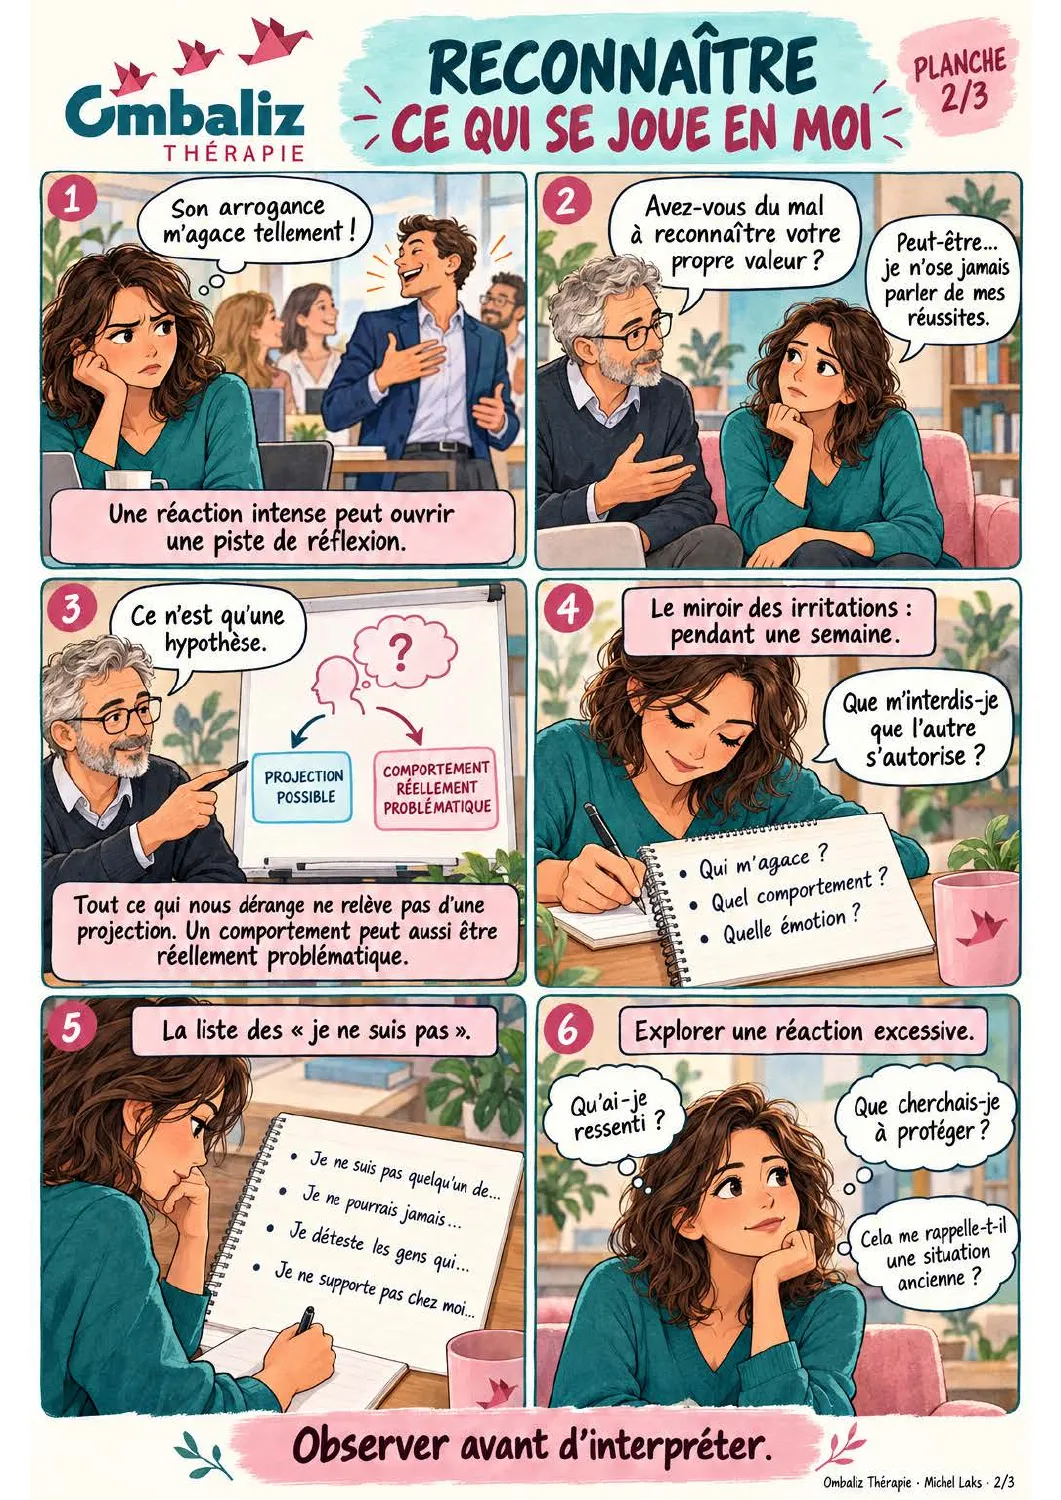 Ombaliz
THÉRAPIE
RECONNAÎTRE
CE QUI SE JOUE EN MOI
PLANCHE
2/3
1
Son arrogance
m'agace tellement !
Une réaction intense peut ouvrir
une piste de réflexion.
2
Avez-vous du mal
à reconnaître votre
propre valeur ?
Peut-être...
je n'ose jamais
parler de mes
réussites.
3
Ce n'est qu'une
hypothèse.
?
PROJECTION
POSSIBLE
COMPORTEMENT
RÉELLEMENT
PROBLÉMATIQUE
Tout ce qui nous dérange ne relève pas d'une
projection. Un comportement peut aussi être
réellement problématique.
4
Le miroir des irritations :
pendant une semaine.
Que m'interdis-je
que l'autre
s'autorise ?
• Qui m'agace ?
• Quel comportement ?
• Quelle émotion ?
5
La liste des « je ne suis pas ».
• Je ne suis pas quelqu'un de...
• Je ne pourrais jamais...
• Je déteste les gens qui...
• Je ne supporte pas chez moi...
6
Explorer une réaction excessive.
Qu'ai-je
ressenti ?
Que cherchais-je
à protéger ?
Cela me rappelle-t-il
une situation
ancienne ?
Observer avant d'interpréter.
Ombaliz Thérapie · Michel Laks · 2/3